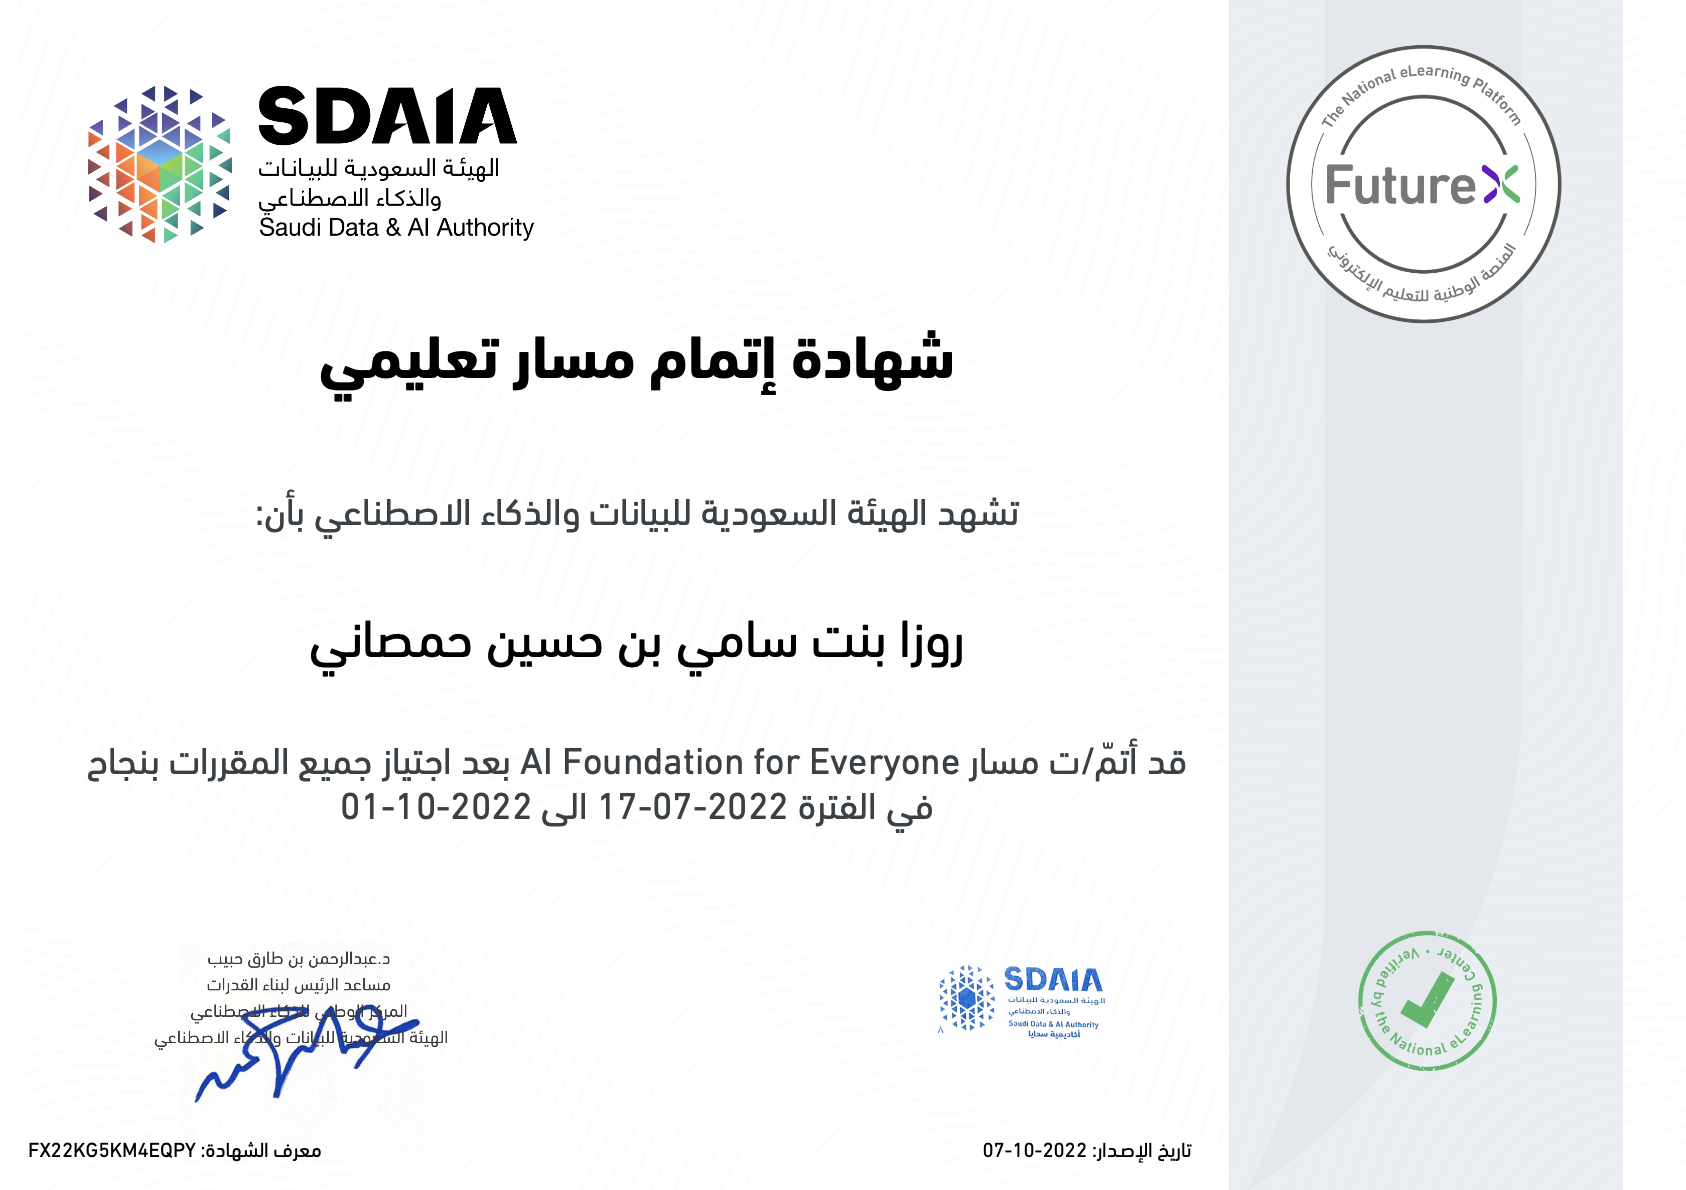 SDAIA
الهيئة السعودية للبيانات
والذكاء الاصطناعي
Saudi Data & AI Authority
The National eLearning Platform
FutureX
المنصة الوطنية للتعليم الإلكتروني
شهادة إتمام مسار تعليمي
تشهد الهيئة السعودية للبيانات والذكاء الاصطناعي بأن:
روزا بنت سامي بن حسين حمصاني
قد أتمّ/ت مسار AI Foundation for Everyone بعد اجتياز جميع المقررات بنجاح
في الفترة 2022-07-17 الى 2022-10-01
د.عبدالرحمن بن طارق حبيب
مساعد الرئيس لبناء القدرات
المركز الوطني للذكاء الاصطناعي
الهيئة السعودية للبيانات والذكاء الاصطناعي
SDAIA
الهيئة السعودية للبيانات
والذكاء الاصطناعي
Saudi Data & AI Authority
أكاديمية سدايا
٨
Verified by the National eLearning Center
تاريخ الإصدار: 2022-10-07
معرف الشهادة: FX22KG5KM4EQPY